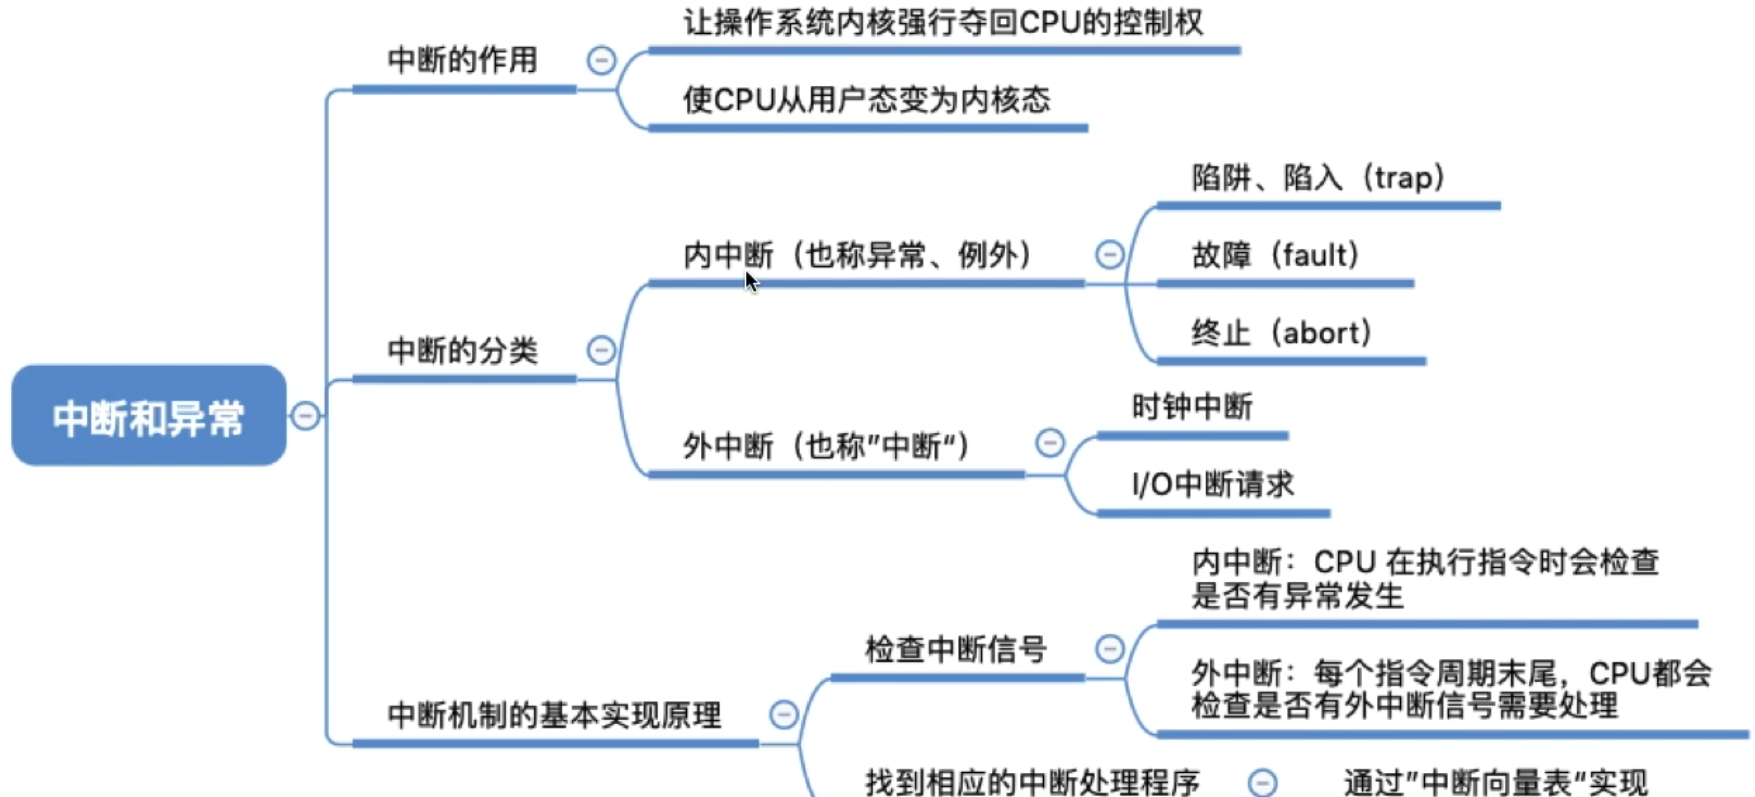 让操作系统内核强行夺回CPU的控制权
中断的作用
使CPU从用户态变为内核态
陷阱、陷入（trap）
内中断（也称异常、例外）
故障（fault）
终止（abort）
中断的分类
时钟中断
中断和异常
外中断（也称”中断“）
I/O中断请求
内中断：CPU 在执行指令时会检查
是否有异常发生
检查中断信号
外中断：每个指令周期末尾，CPU都会
检查是否有外中断信号需要处理
中断机制的基本实现原理
找到相应的中断处理程序
通过”中断向量表“实现